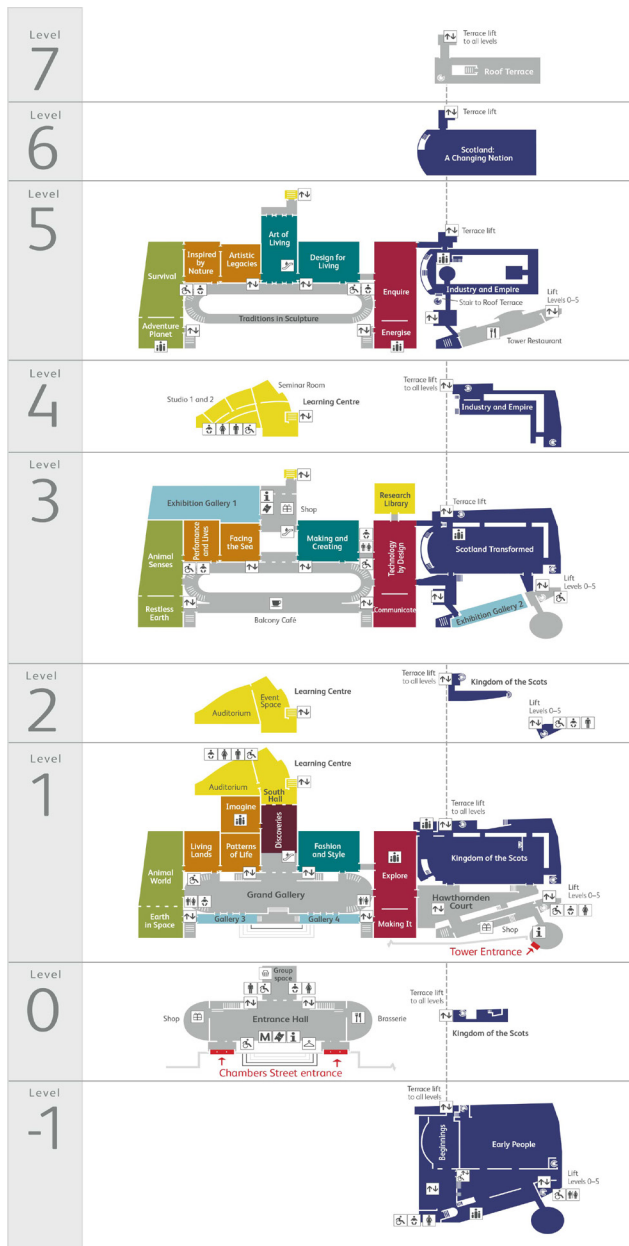 Level
7
Terrace lift
to all levels
Roof Terrace
Level
6
Terrace lift
Scotland:
A Changing Nation
Level
5
Art of
Living
Inspired
by
Nature
Artistic
Legacies
Design for
Living
Survival
Enquire
Terrace lift
Industry and Empire
Stair to Roof Terrace
Lift
Levels 0–5
Traditions in Sculpture
Adventure
Planet
Energise
Tower Restaurant
Level
4
Seminar Room
Studio 1 and 2
Learning Centre
Terrace lift
to all levels
Industry and Empire
Level
3
Exhibition Gallery 1
i
Shop
Research
Library
Terrace lift
Animal
Senses
Performance
and Lives
Facing
the Sea
Making and
Creating
Technology
by Design
Scotland Transformed
Lift
Levels 0–5
Restless
Earth
Balcony Café
Communicate
Exhibition Gallery 2
Level
2
Learning Centre
Event
Space
Auditorium
Terrace lift
to all levels
Kingdom of the Scots
Lift
Levels 0–5
Level
1
Learning Centre
Auditorium
South
Hall
Imagine
Discoveries
Terrace lift
to all levels
Living
Lands
Patterns
of Life
Fashion
and Style
Animal
World
Explore
Kingdom of the Scots
Grand Gallery
Hawthornden
Court
Lift
Levels 0–5
Earth
in Space
Gallery 3
Gallery 4
Making It
Shop
i
Tower Entrance
Level
0
Group
space
Shop
Entrance Hall
Brasserie
M
i
Terrace lift
to all levels
Kingdom of the Scots
Chambers Street entrance
Level
-1
Terrace lift
to all levels
Beginnings
Early People
Lift
Levels 0–5